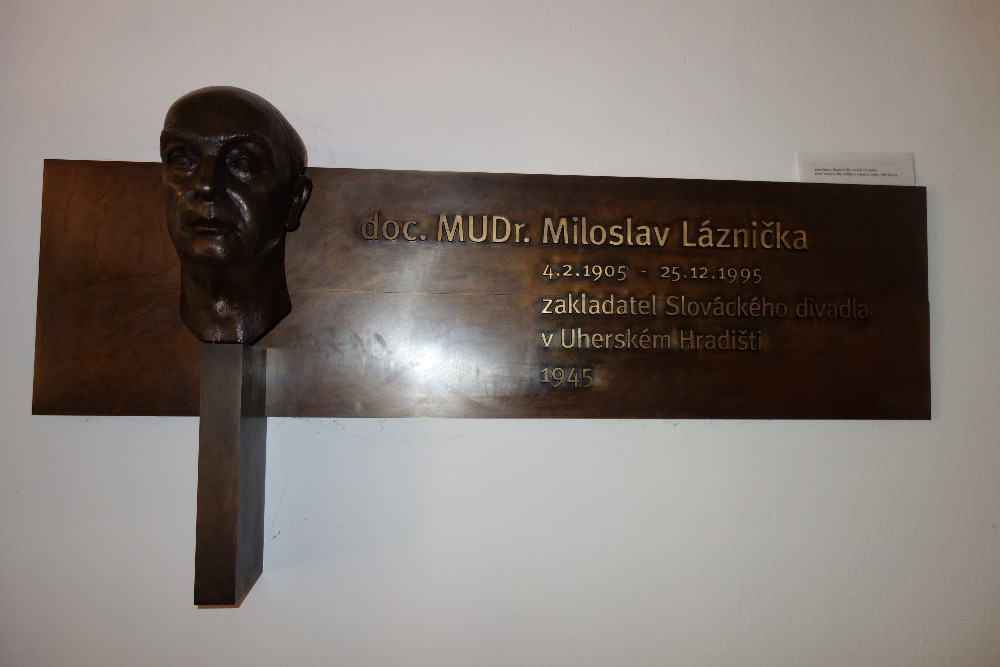 doc. MUDr. Miloslav Láznička
4.2.1905 - 25.12.1995
zakladatel Slováckého divadla
v Uherském Hradišti
1945